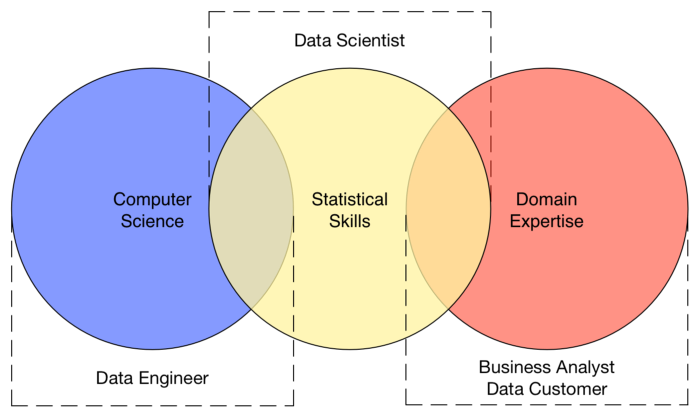 Data Scientist
Computer
Science
Statistical
Skills
Domain
Expertise
Data Engineer
Business Analyst
Data Customer